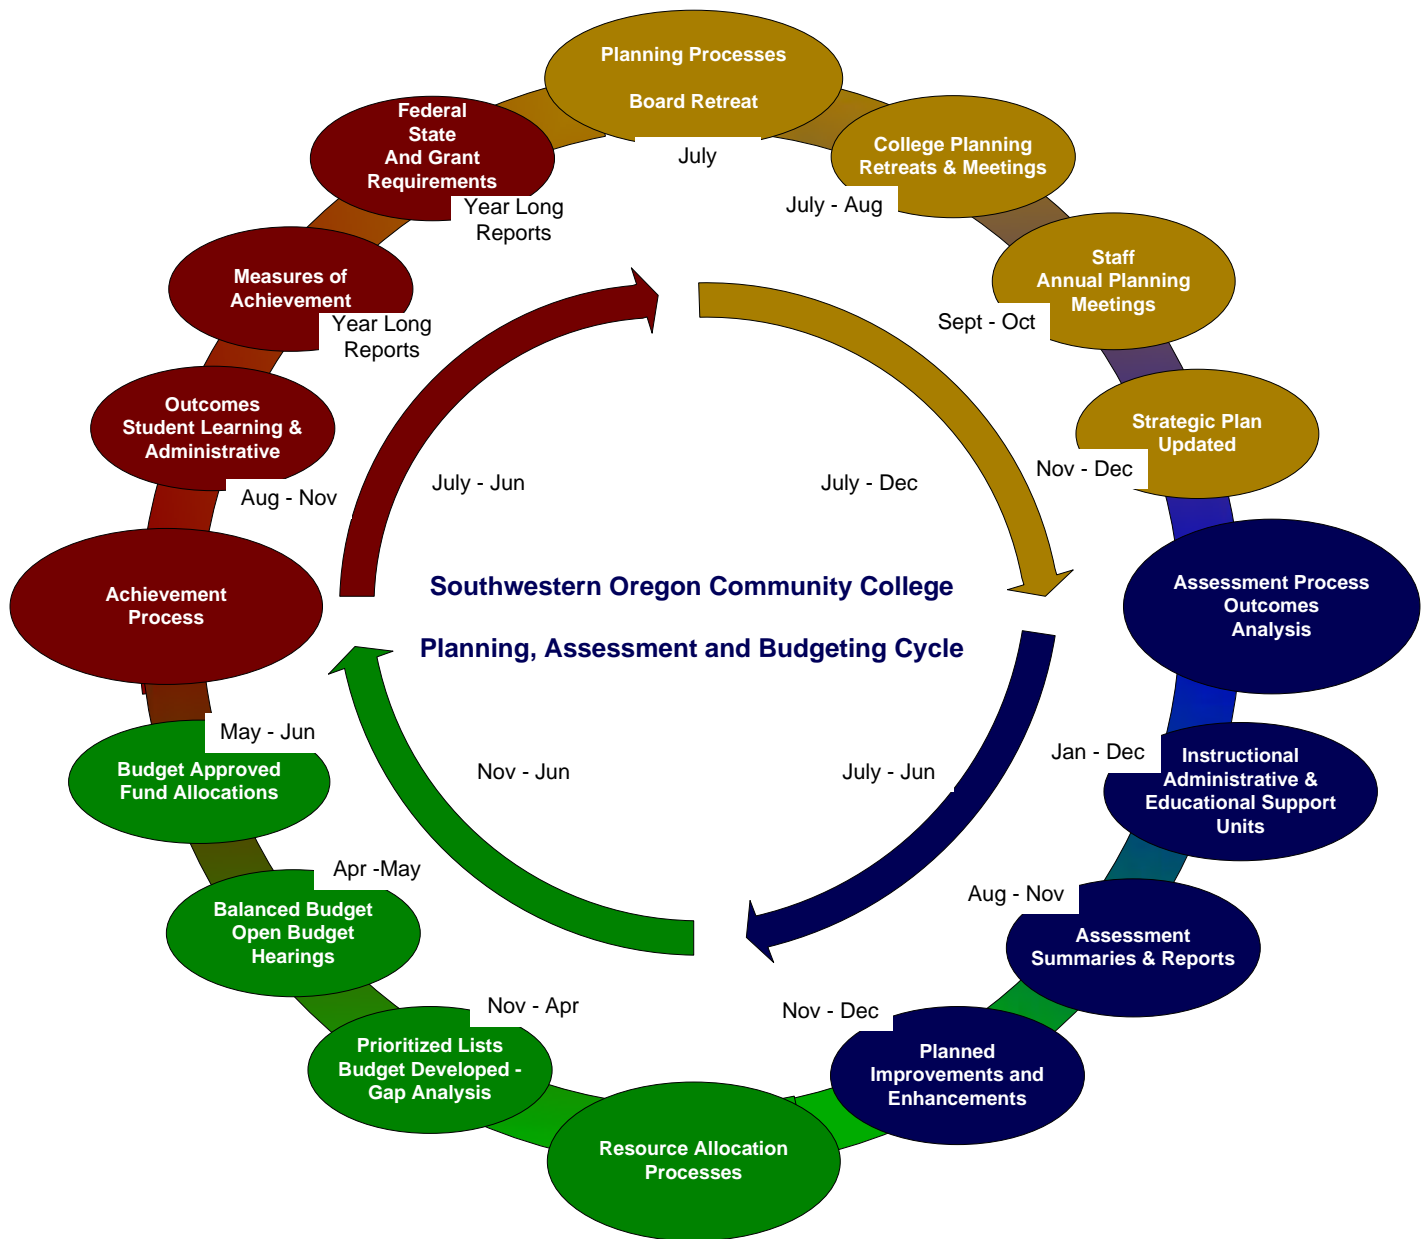 Planning Processes
Board Retreat
July
College Planning
Retreats & Meetings
July - Aug
Staff
Annual Planning
Meetings
Sept - Oct
Strategic Plan
Updated
Nov - Dec
Assessment Process
Outcomes
Analysis
Instructional
Administrative &
Educational Support
Units
Jan - Dec
Assessment
Summaries & Reports
Aug - Nov
Planned
Improvements and
Enhancements
Nov - Dec
Resource Allocation
Processes
Prioritized Lists
Budget Developed -
Gap Analysis
Nov - Apr
Balanced Budget
Open Budget
Hearings
Apr -May
Budget Approved
Fund Allocations
May - Jun
Achievement
Process
Outcomes
Student Learning &
Administrative
Aug - Nov
Measures of
Achievement
Year Long
Reports
Federal
State
And Grant
Requirements
Year Long
Reports
July - Jun
July - Dec
Southwestern Oregon Community College
Planning, Assessment and Budgeting Cycle
Nov - Jun
July - Jun